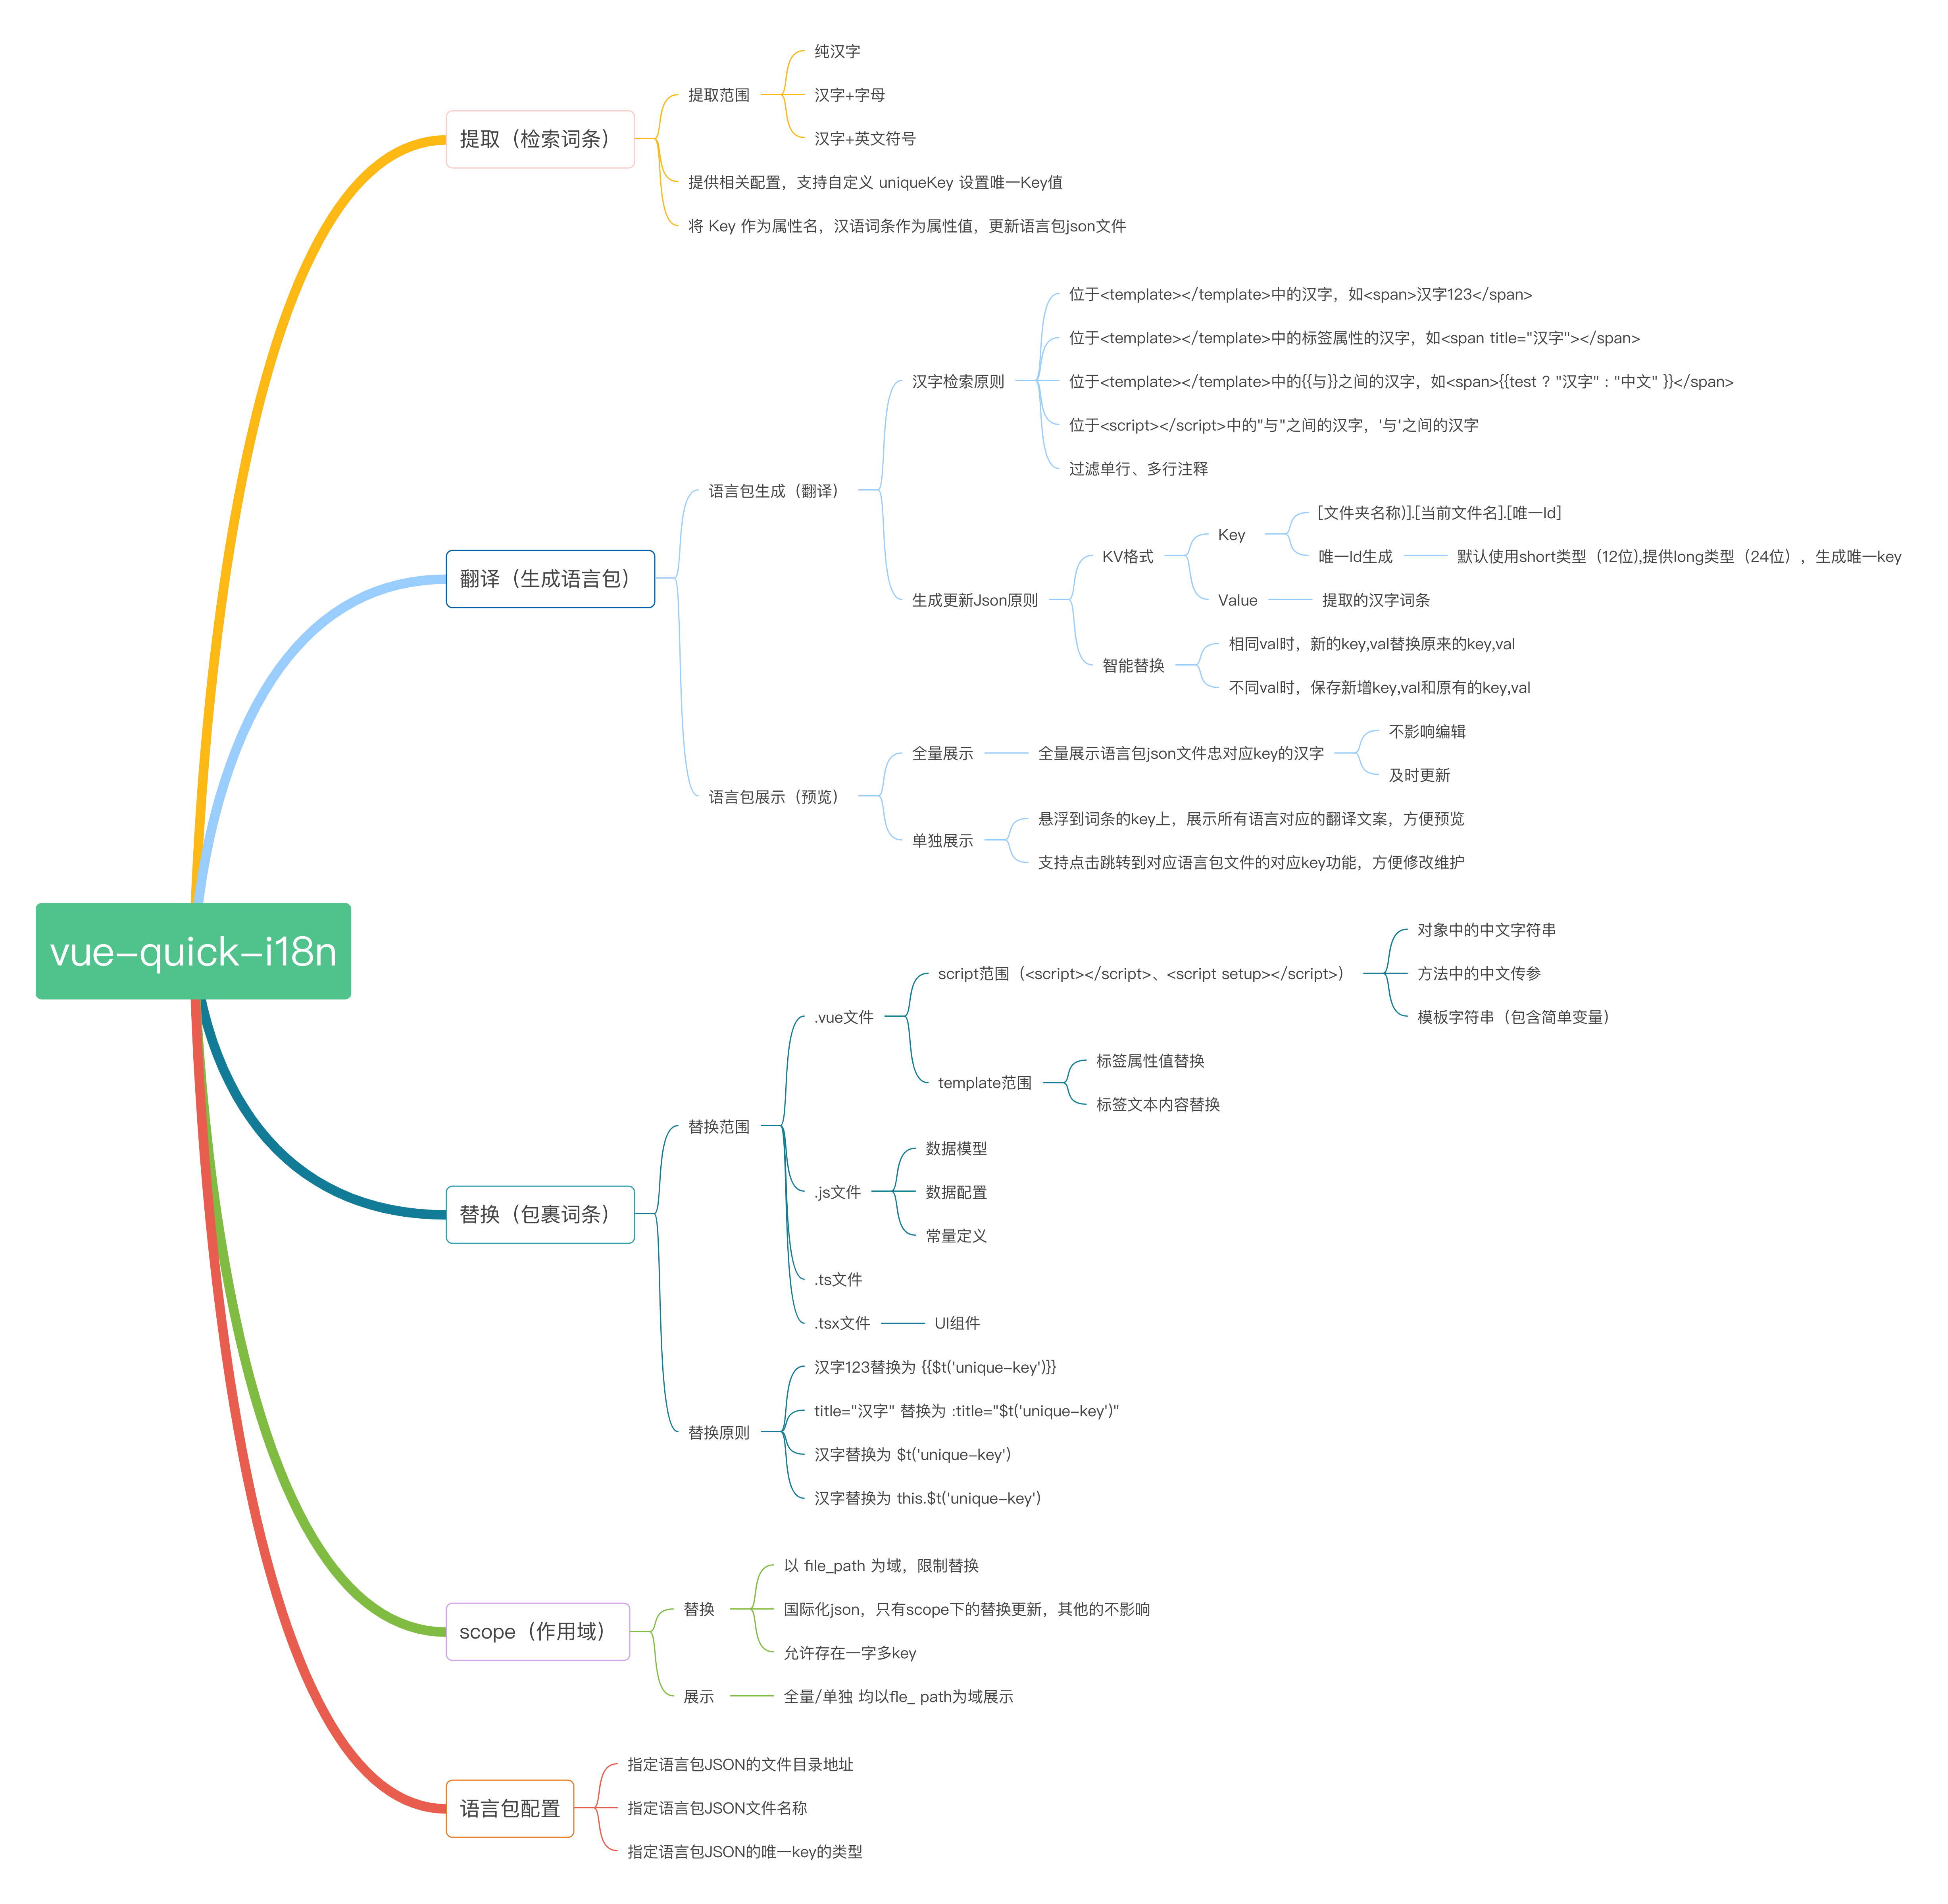 vue-quick-i18n
提取（检索词条）
提取范围
纯汉字
汉字+字母
汉字+英文符号
提供相关配置，支持自定义 uniqueKey 设置唯一Key值
将 Key 作为属性名，汉语词条作为属性值，更新语言包json文件
翻译（生成语言包）
语言包生成（翻译）
汉字检索原则
位于<template></template>中的汉字，如<span>汉字123</span>
位于<template></template>中的标签属性的汉字，如<span title="汉字"></span>
位于<template></template>中的{{与}}之间的汉字，如<span>{{test ? "汉字" : "中文" }}</span>
位于<script></script>中的"与"之间的汉字，'与'之间的汉字
过滤单行、多行注释
生成更新Json原则
KV格式
Key
[文件夹名称)].[当前文件名].[唯一Id]
唯一Id生成
默认使用short类型（12位),提供long类型（24位），生成唯一key
Value
提取的汉字词条
智能替换
相同val时，新的key,val替换原来的key,val
不同val时，保存新增key,val和原有的key,val
语言包展示（预览）
全量展示
全量展示语言包json文件忠对应key的汉字
不影响编辑
及时更新
单独展示
悬浮到词条的key上，展示所有语言对应的翻译文案，方便预览
支持点击跳转到对应语言包文件的对应key功能，方便修改维护
替换（包裹词条）
替换范围
.vue文件
script范围（<script></script>、<script setup></script>）
对象中的中文字符串
方法中的中文传参
模板字符串（包含简单变量）
template范围
标签属性值替换
标签文本内容替换
.js文件
数据模型
数据配置
常量定义
.ts文件
.tsx文件
UI组件
替换原则
汉字123替换为 {{$t('unique-key')}}
title="汉字" 替换为 :title="$t('unique-key')"
汉字替换为 $t('unique-key')
汉字替换为 this.$t('unique-key')
scope（作用域）
替换
以 file_path 为域，限制替换
国际化json，只有scope下的替换更新，其他的不影响
允许存在一字多key
展示
全量/单独 均以fle_ path为域展示
语言包配置
指定语言包JSON的文件目录地址
指定语言包JSON文件名称
指定语言包JSON的唯一key的类型